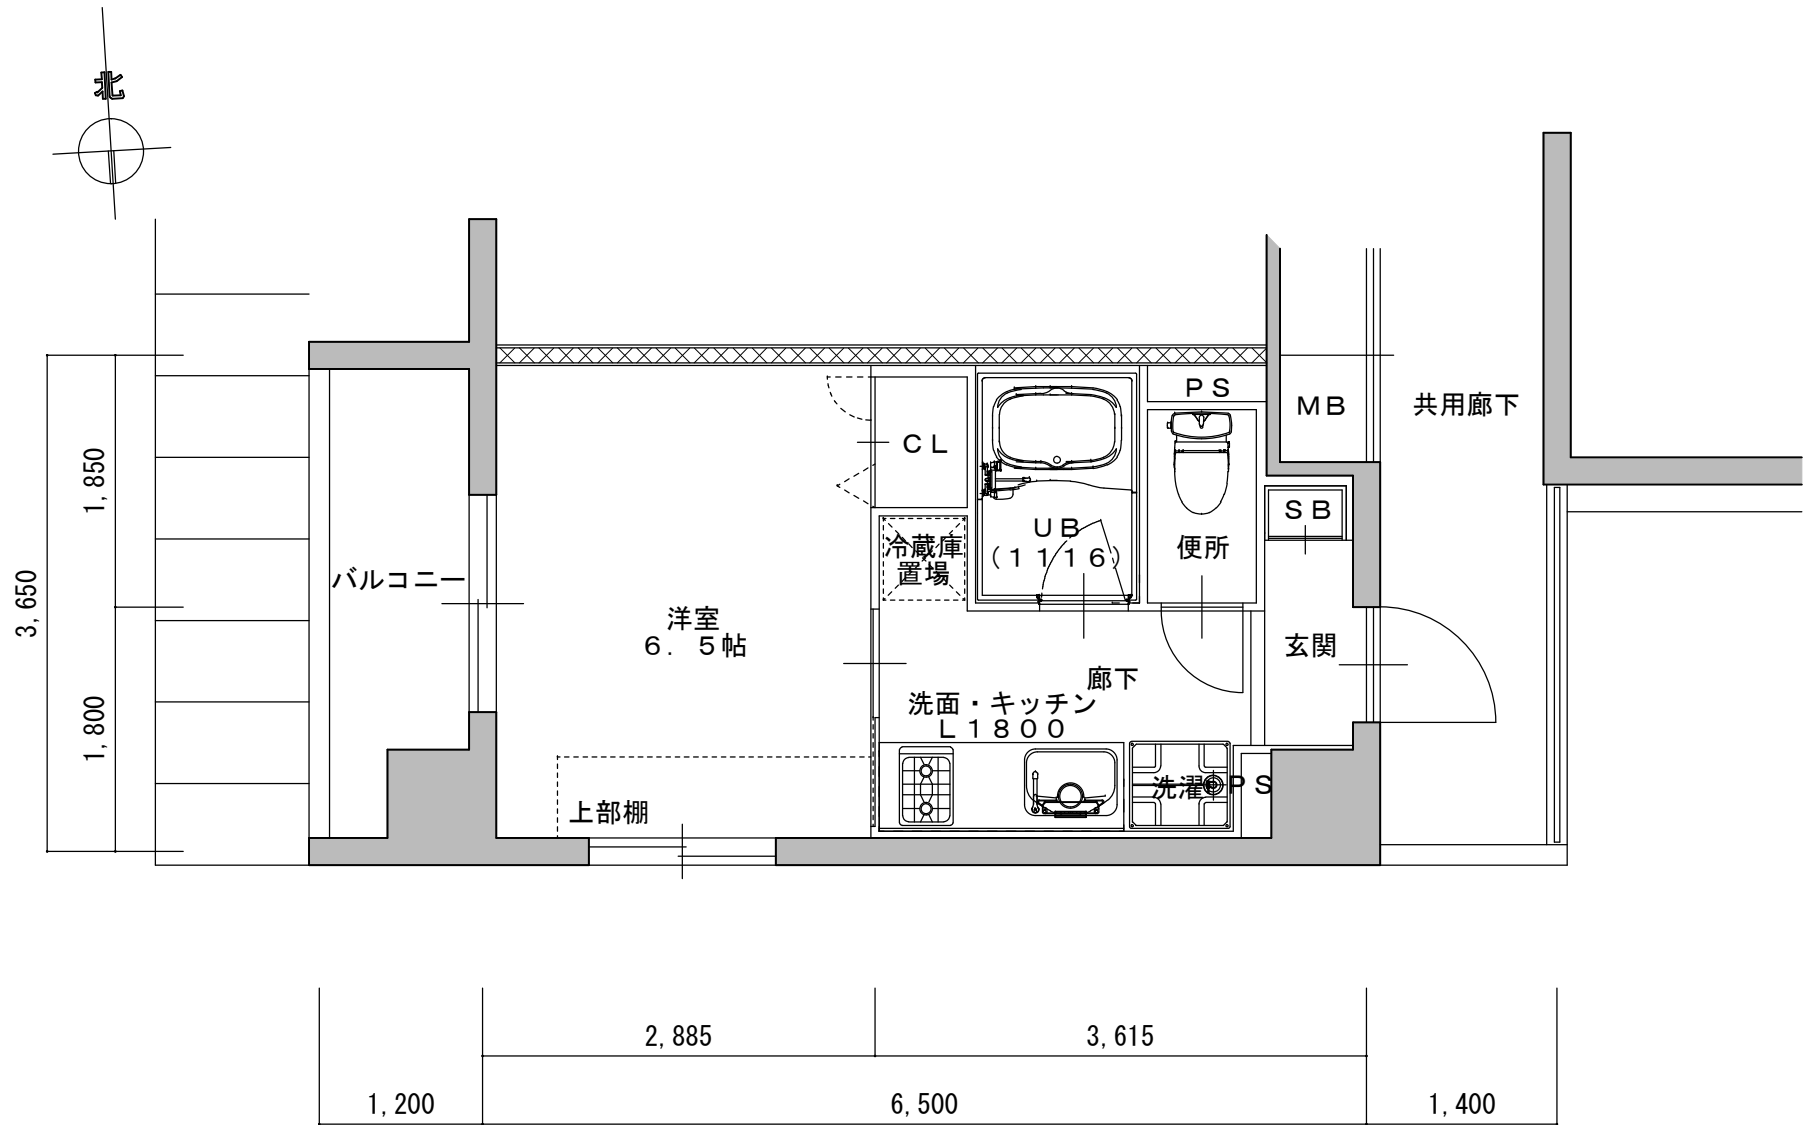 北
PS
MB
共用廊下
CL
SB
UB
(1116)
便所
冷蔵庫
置場
バルコニー
洋室
6.5帖
玄関
廊下
洗面・キッチン
L1800
洗濯
PS
上部棚
1,850
3,650
1,800
2,885
3,615
1,200
6,500
1,400